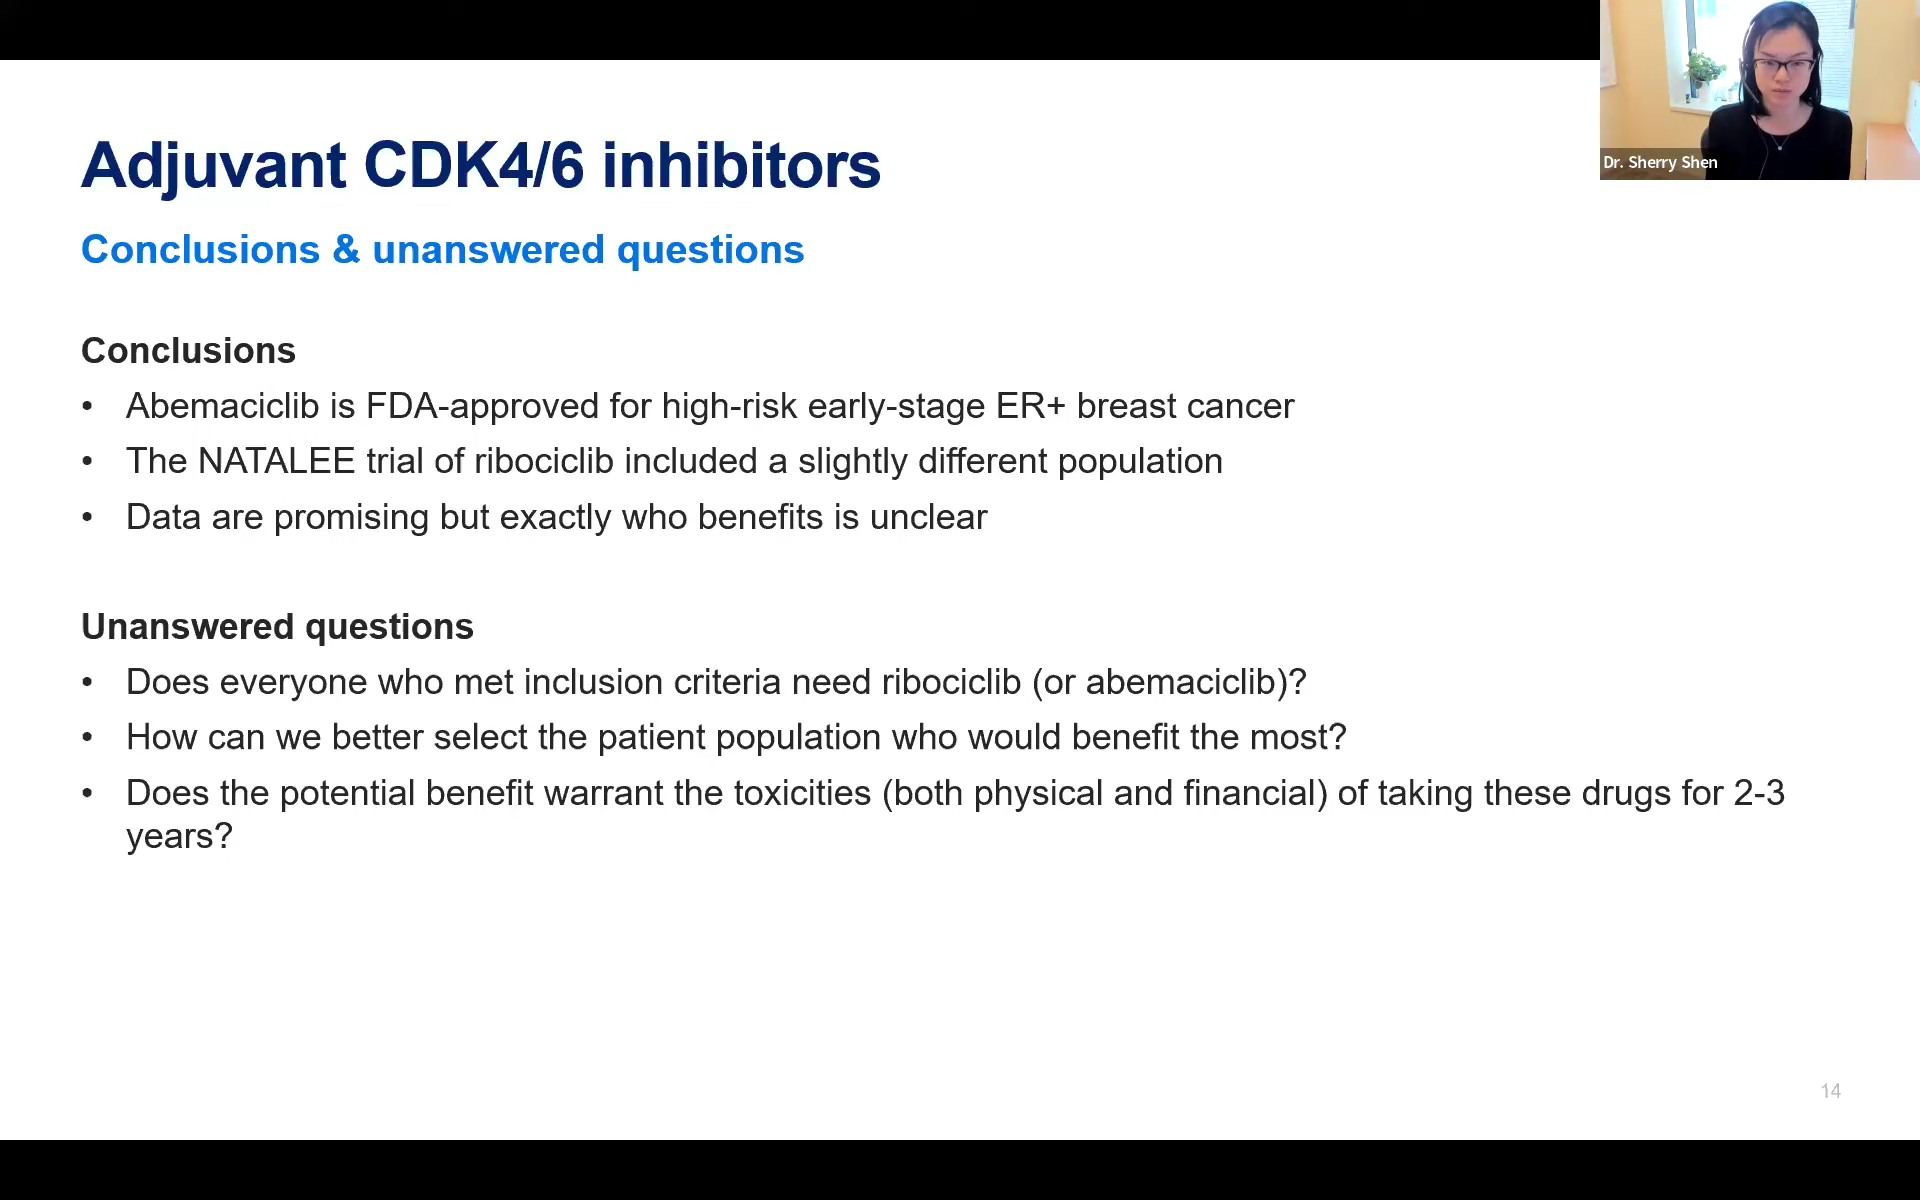 Dr. Sherry Shen
Adjuvant CDK4/6 inhibitors
Conclusions & unanswered questions
Conclusions
• Abemaciclib is FDA-approved for high-risk early-stage ER+ breast cancer
• The NATALEE trial of ribociclib included a slightly different population
• Data are promising but exactly who benefits is unclear
Unanswered questions
• Does everyone who met inclusion criteria need ribociclib (or abemaciclib)?
• How can we better select the patient population who would benefit the most?
• Does the potential benefit warrant the toxicities (both physical and financial) of taking these drugs for 2-3
years?
14